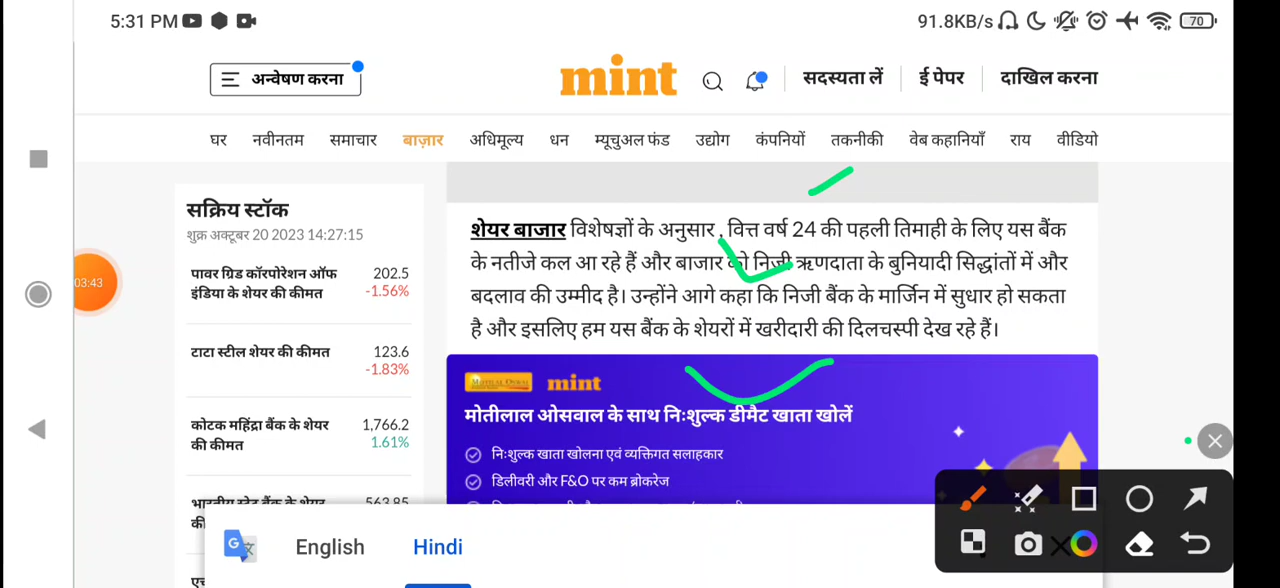 5:31 PM
91.8KB/s
70
अन्वेषण करना
mint
सदस्यता लें
ई पेपर
दाखिल करना
घर नवीनतम समाचार बाज़ार अधिमूल्य धन म्यूचुअल फंड उद्योग कंपनियों तकनीकी वेब कहानियाँ राय वीडियो
सक्रिय स्टॉक
शुक्र अक्टूबर 20 2023 14:27:15
पावर ग्रिड कॉरपोरेशन ऑफ 202.5
इंडिया के शेयर की कीमत -1.56%
टाटा स्टील शेयर की कीमत 123.6
-1.83%
कोटक महिंद्रा बैंक के शेयर 1,766.2
की कीमत 1.61%
भारतीय स्टेट बैंक के शेयर 563.85
03:43
शेयर बाजार विशेषज्ञों के अनुसार , वित्त वर्ष 24 की पहली तिमाही के लिए यस बैंक
के नतीजे कल आ रहे हैं और बाजार को निजी ऋणदाता के बुनियादी सिद्धांतों में और
बदलाव की उम्मीद है। उन्होंने आगे कहा कि निजी बैंक के मार्जिन में सुधार हो सकता
है और इसलिए हम यस बैंक के शेयरों में खरीदारी की दिलचस्पी देख रहे हैं।
MOTILAL OSWAL mint
मोतीलाल ओसवाल के साथ निःशुल्क डीमैट खाता खोलें
निःशुल्क खाता खोलना एवं व्यक्तिगत सलाहकार
डिलीवरी और F&O पर कम ब्रोकरेज
English Hindi